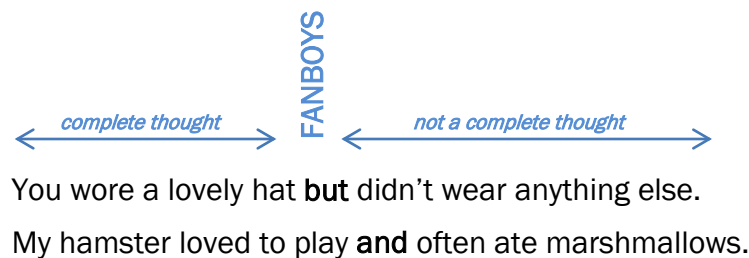 FANBOYS
complete thought
not a complete thought
You wore a lovely hat but didn’t wear anything else.
My hamster loved to play and often ate marshmallows.